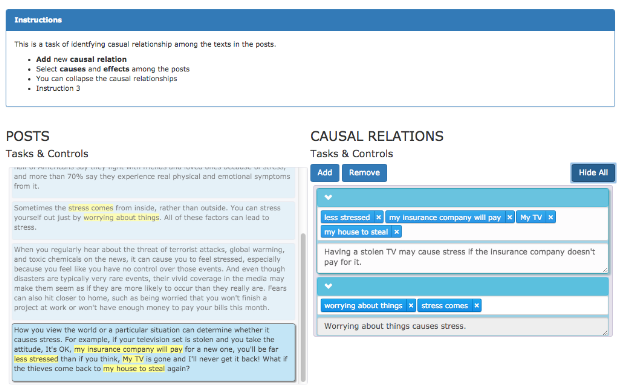 Instructions
This is a task of identfying casual relationship among the texts in the posts.
Add new causal relation
Select causes and effects among the posts
You can collapse the causal relationships
Instruction 3
POSTS
Tasks & Controls
and more than 70% say they experience real physical and emotional symptoms
from it.
Sometimes the stress comes from inside, rather than outside. You can stress
yourself out just by worrying about things. All of these factors can lead to
stress.
When you regularly hear about the threat of terrorist attacks, global warming,
and toxic chemicals on the news, it can cause you to feel stressed, especially
because you feel like you have no control over those events. And even though
disasters are typically very rare events, their vivid coverage in the media may
make them seem as if they are more likely to occur than they really are. Fears
can also hit closer to home, such as being worried that you won't finish a
project at work or won't have enough money to pay your bills this month.
How you view the world or a particular situation can determine whether it
causes stress. For example, if your television set is stolen and you take the
attitude, It's OK, my insurance company will pay for a new one, you'll be far
less stressed than if you think, My TV is gone and I'll never get it back! What if
the thieves come back to my house to steal again?
CAUSAL RELATIONS
Tasks & Controls
Add Remove Hide All
less stressed × my insurance company will pay × My TV ×
my house to steal ×
Having a stolen TV may cause stress if the insurance company doesn't
pay for it.
worrying about things × stress comes ×
Worrying about things causes stress.